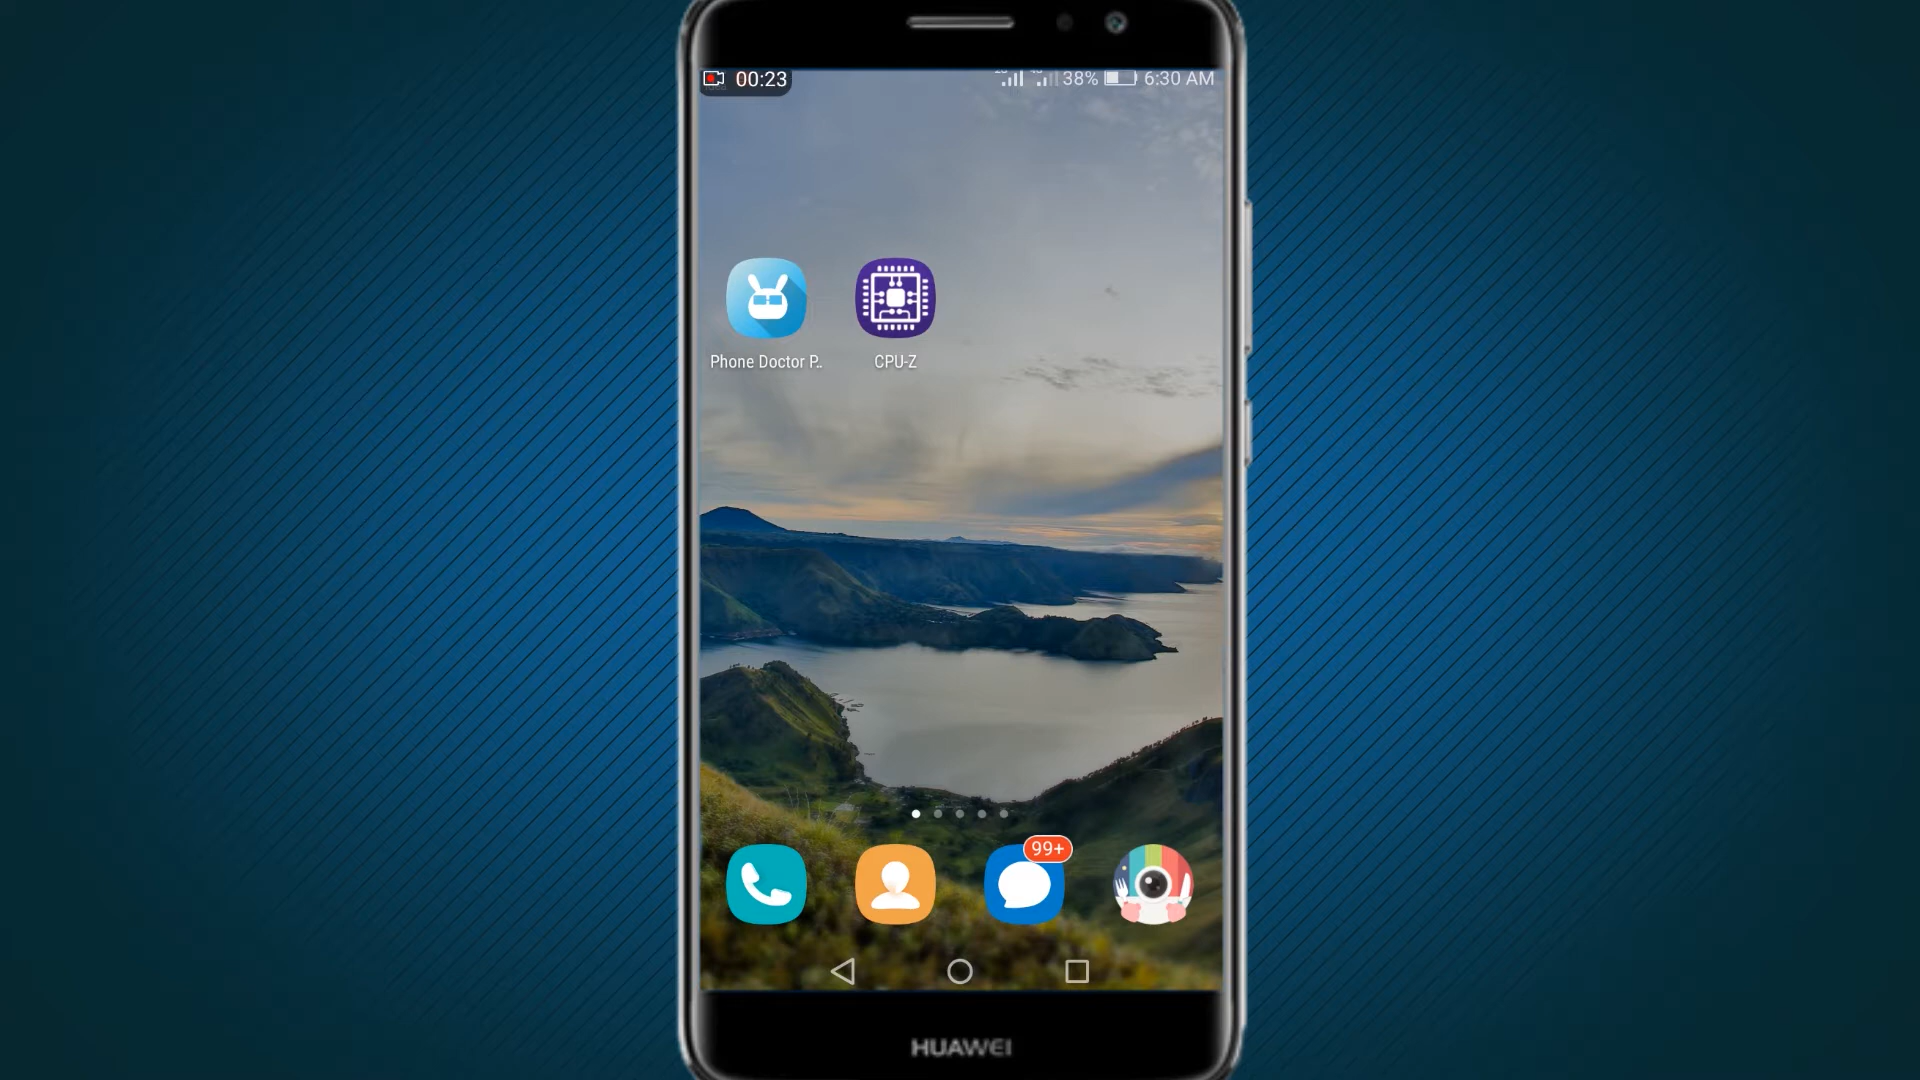 00:23
38% 6:30 AM
Phone Doctor P..
CPU-Z
99+
HUAWEI